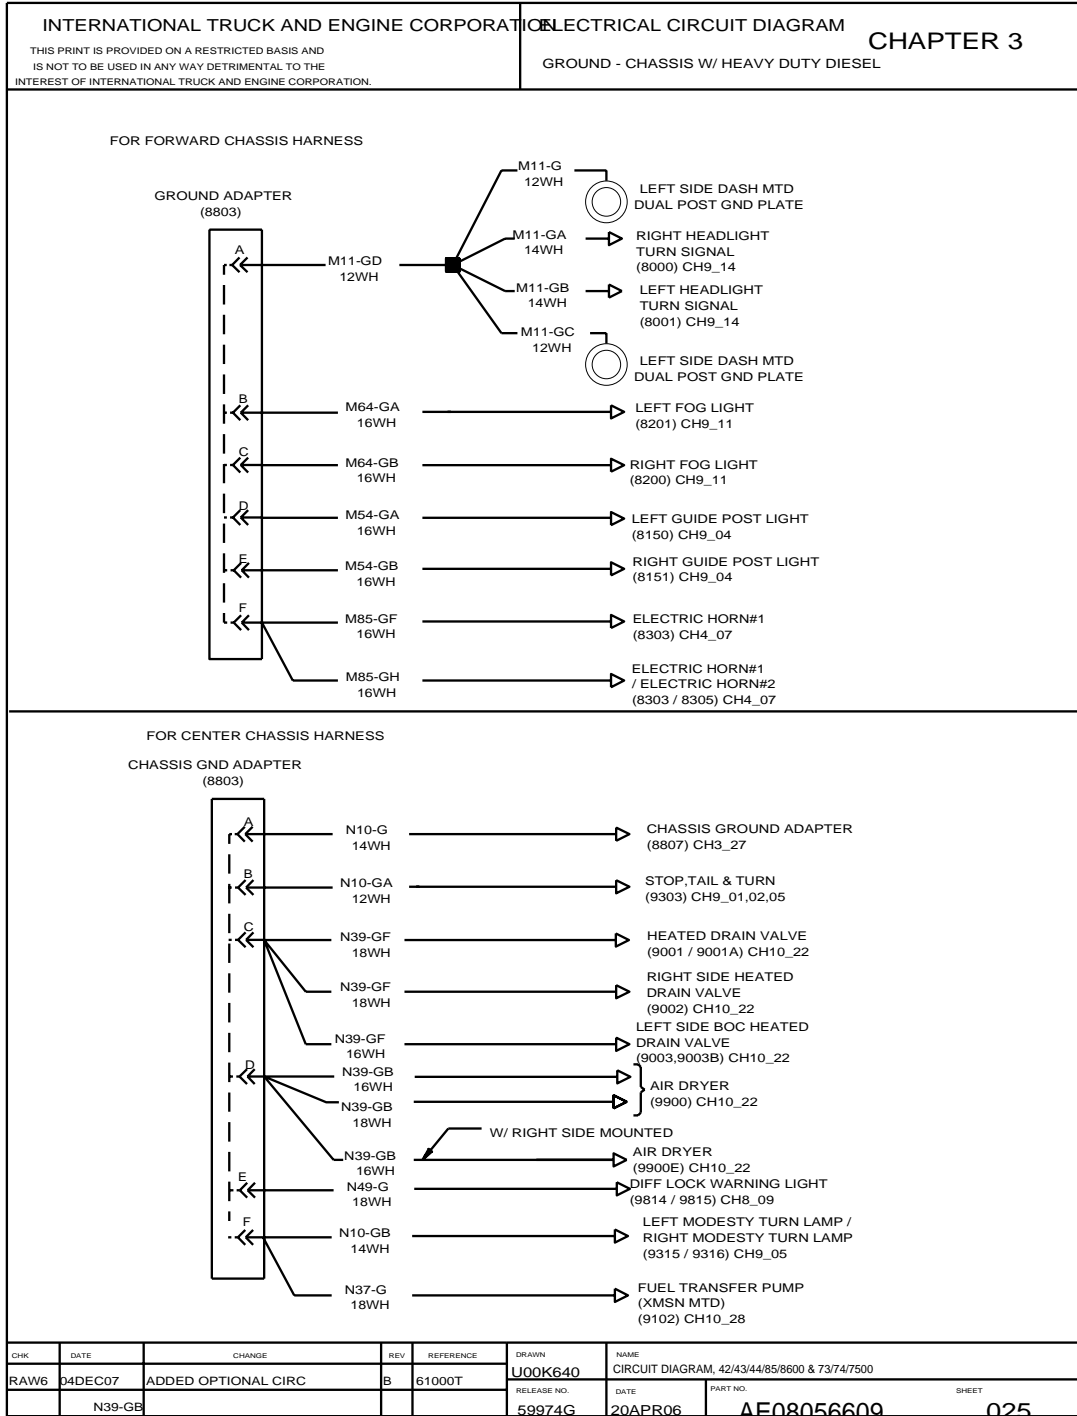 INTERNATIONAL TRUCK AND ENGINE CORPORATION
THIS PRINT IS PROVIDED ON A RESTRICTED BASIS AND
IS NOT TO BE USED IN ANY WAY DETRIMENTAL TO THE
INTEREST OF INTERNATIONAL TRUCK AND ENGINE CORPORATION.
ELECTRICAL CIRCUIT DIAGRAM
CHAPTER 3
GROUND - CHASSIS W/ HEAVY DUTY DIESEL
FOR FORWARD CHASSIS HARNESS
GROUND ADAPTER
(8803)
A
M11-GD
12WH
M11-G
12WH
LEFT SIDE DASH MTD
DUAL POST GND PLATE
M11-GA
14WH
RIGHT HEADLIGHT
TURN SIGNAL
(8000) CH9_14
M11-GB
14WH
LEFT HEADLIGHT
TURN SIGNAL
(8001) CH9_14
M11-GC
12WH
LEFT SIDE DASH MTD
DUAL POST GND PLATE
B
M64-GA
16WH
LEFT FOG LIGHT
(8201) CH9_11
C
M64-GB
16WH
RIGHT FOG LIGHT
(8200) CH9_11
D
M54-GA
16WH
LEFT GUIDE POST LIGHT
(8150) CH9_04
E
M54-GB
16WH
RIGHT GUIDE POST LIGHT
(8151) CH9_04
F
M85-GF
16WH
ELECTRIC HORN#1
(8303) CH4_07
M85-GH
16WH
ELECTRIC HORN#1
/ ELECTRIC HORN#2
(8303 / 8305) CH4_07
FOR CENTER CHASSIS HARNESS
CHASSIS GND ADAPTER
(8803)
A
N10-G
14WH
CHASSIS GROUND ADAPTER
(8807) CH3_27
B
N10-GA
12WH
STOP,TAIL & TURN
(9303) CH9_01,02,05
C
N39-GF
18WH
HEATED DRAIN VALVE
(9001 / 9001A) CH10_22
N39-GF
18WH
RIGHT SIDE HEATED
DRAIN VALVE
(9002) CH10_22
N39-GF
16WH
LEFT SIDE BOC HEATED
DRAIN VALVE
(9003,9003B) CH10_22
D
N39-GB
16WH
N39-GB
18WH
AIR DRYER
(9900) CH10_22
W/ RIGHT SIDE MOUNTED
N39-GB
16WH
AIR DRYER
(9900E) CH10_22
E
N49-G
18WH
DIFF LOCK WARNING LIGHT
(9814 / 9815) CH8_09
F
N10-GB
14WH
LEFT MODESTY TURN LAMP /
RIGHT MODESTY TURN LAMP
(9315 / 9316) CH9_05
N37-G
18WH
FUEL TRANSFER PUMP
(XMSN MTD)
(9102) CH10_28
CHK DATE CHANGE REV REFERENCE
RAW6 04DEC07 ADDED OPTIONAL CIRC B 61000T
N39-GB
DRAWN
U00K640
NAME
CIRCUIT DIAGRAM, 42/43/44/85/8600 & 73/74/7500
RELEASE NO.
59974G
DATE
20APR06
PART NO.
AE08056609
SHEET
025